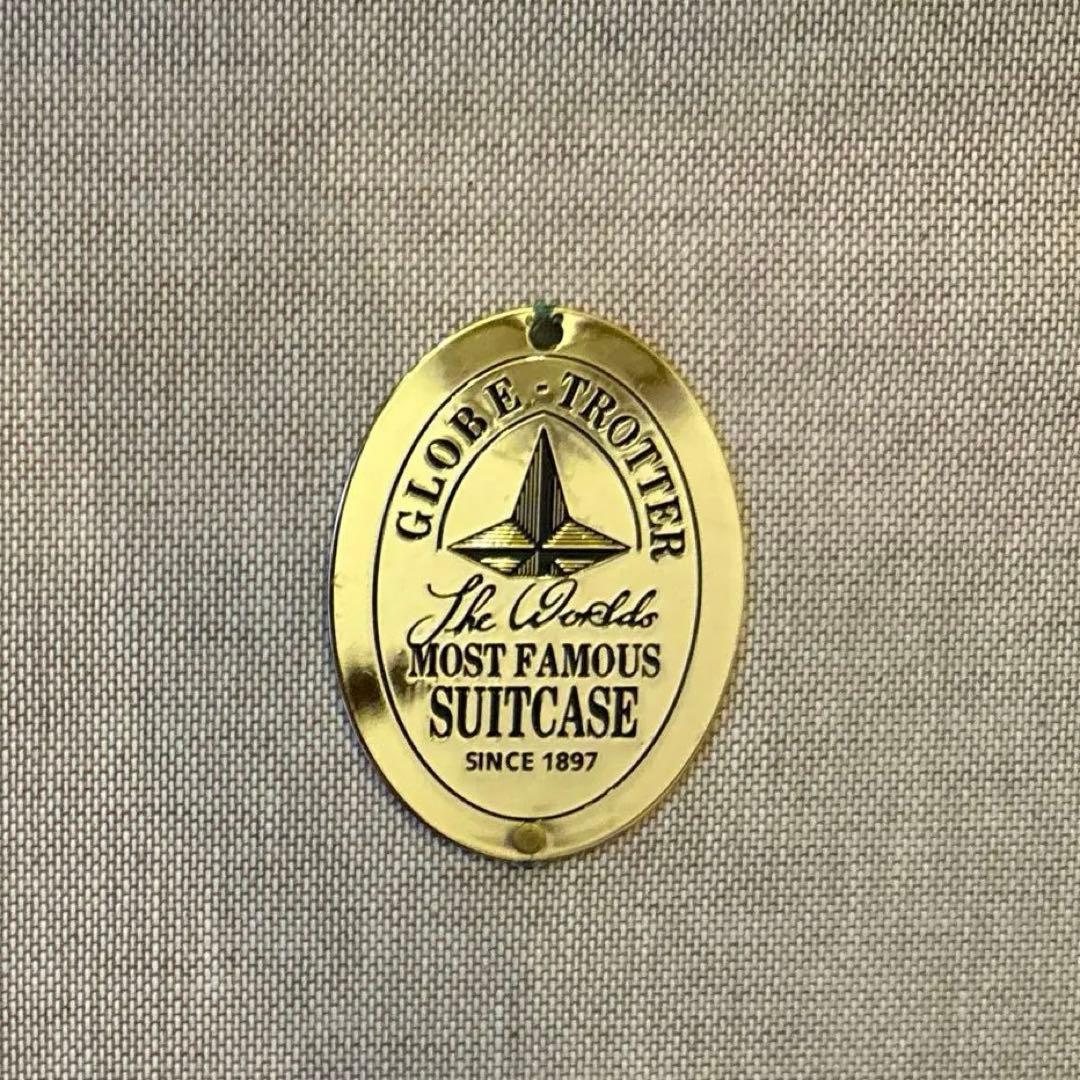 GLOBE - TROTTER
The Worlds
MOST FAMOUS
SUITCASE
SINCE 1897